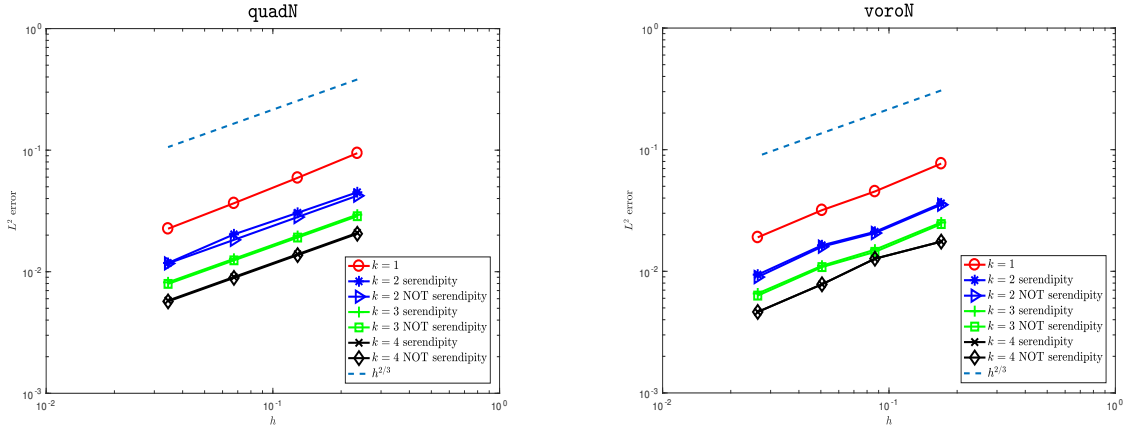 quadN
10^0
10^-1
10^-2
10^-3
L^2 error
10^-2
10^-1
10^0
h
k = 1
k = 2 serendipity
k = 2 NOT serendipity
k = 3 serendipity
k = 3 NOT serendipity
k = 4 serendipity
k = 4 NOT serendipity
h^{2/3}
voroN
10^0
10^-1
10^-2
10^-3
L^2 error
10^-2
10^-1
10^0
h
k = 1
k = 2 serendipity
k = 2 NOT serendipity
k = 3 serendipity
k = 3 NOT serendipity
k = 4 serendipity
k = 4 NOT serendipity
h^{2/3}